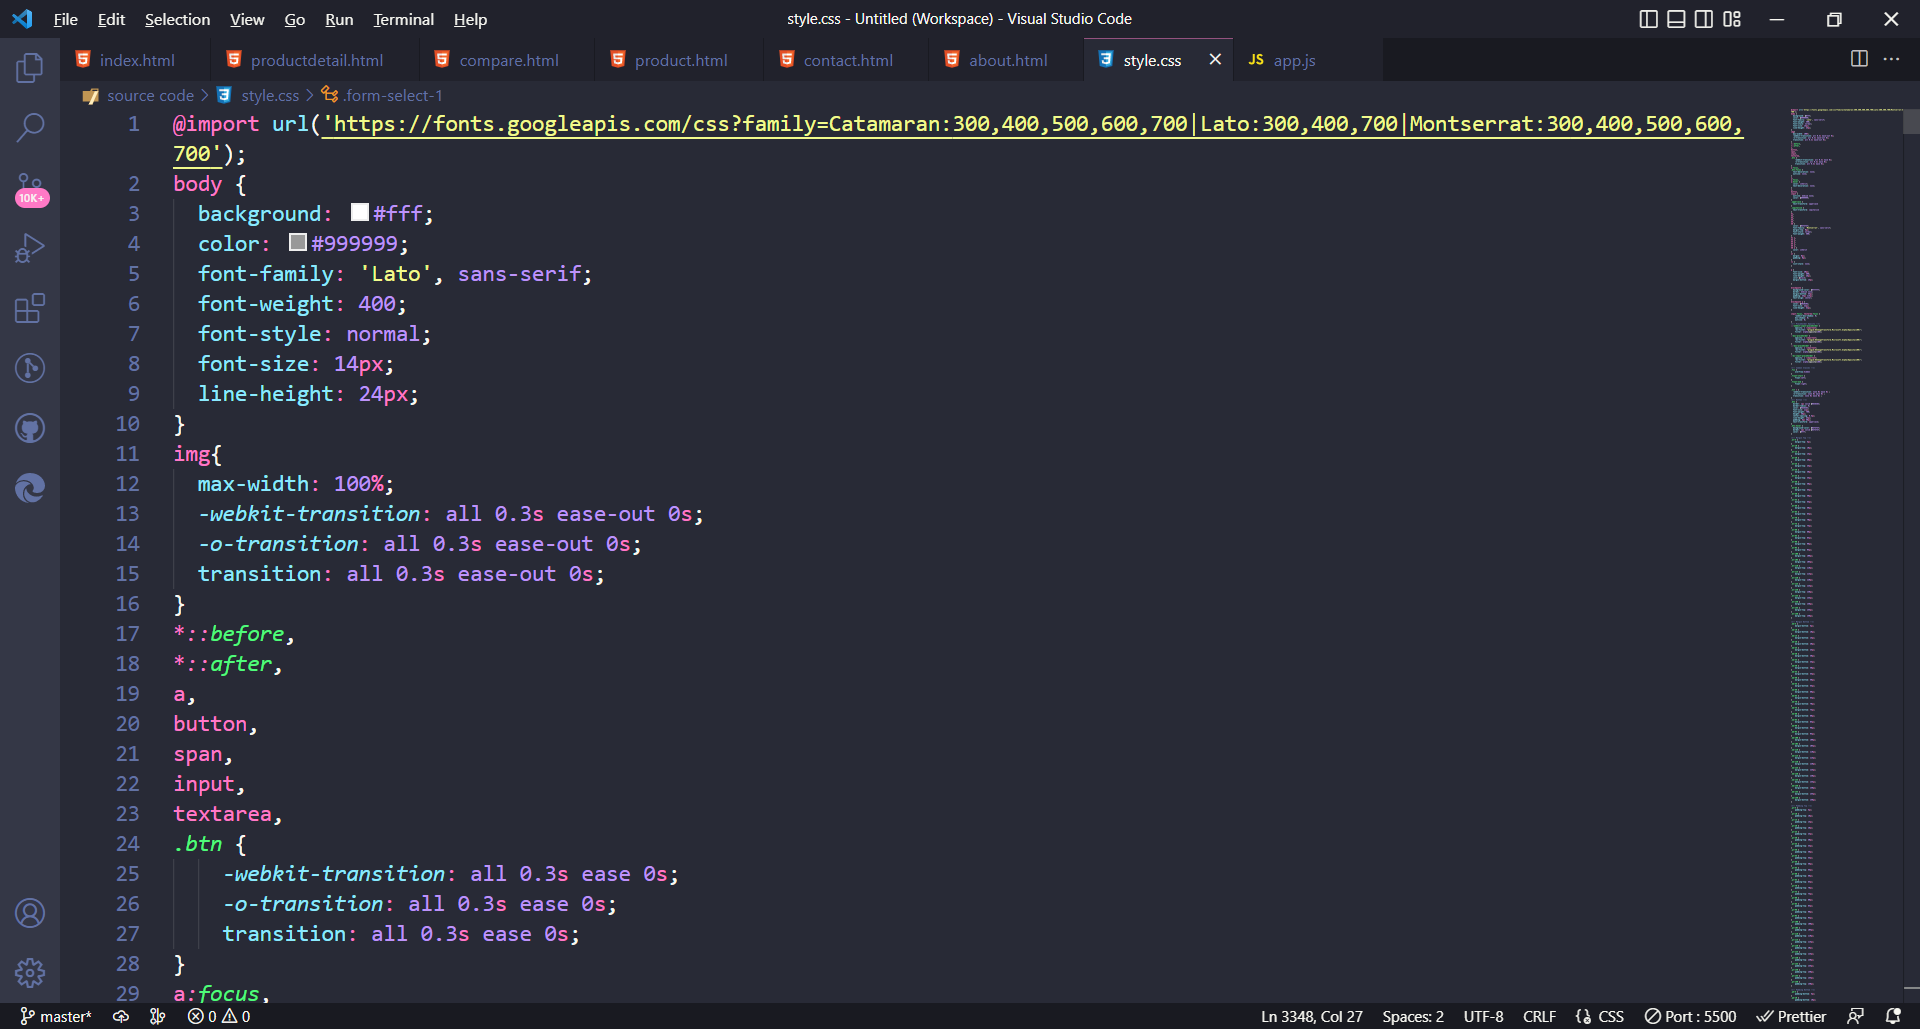 File Edit Selection View Go Run Terminal Help
style.css - Untitled (Workspace) - Visual Studio Code
index.html
productdetail.html
compare.html
product.html
contact.html
about.html
style.css
JS app.js
source code > style.css > .form-select-1
10K+
1 @import url('https://fonts.googleapis.com/css?family=Catamaran:300,400,500,600,700|Lato:300,400,700|Montserrat:300,400,500,600,
700');
2 body {
3 background: #fff;
4 color: #999999;
5 font-family: 'Lato', sans-serif;
6 font-weight: 400;
7 font-style: normal;
8 font-size: 14px;
9 line-height: 24px;
10 }
11 img{
12 max-width: 100%;
13 -webkit-transition: all 0.3s ease-out 0s;
14 -o-transition: all 0.3s ease-out 0s;
15 transition: all 0.3s ease-out 0s;
16 }
17 *::before,
18 *::after,
19 a,
20 button,
21 span,
22 input,
23 textarea,
24 .btn {
25 -webkit-transition: all 0.3s ease 0s;
26 -o-transition: all 0.3s ease 0s;
27 transition: all 0.3s ease 0s;
28 }
29 a:focus,
master* 0 0
Ln 3348, Col 27 Spaces: 2 UTF-8 CRLF {} CSS Port : 5500 Prettier